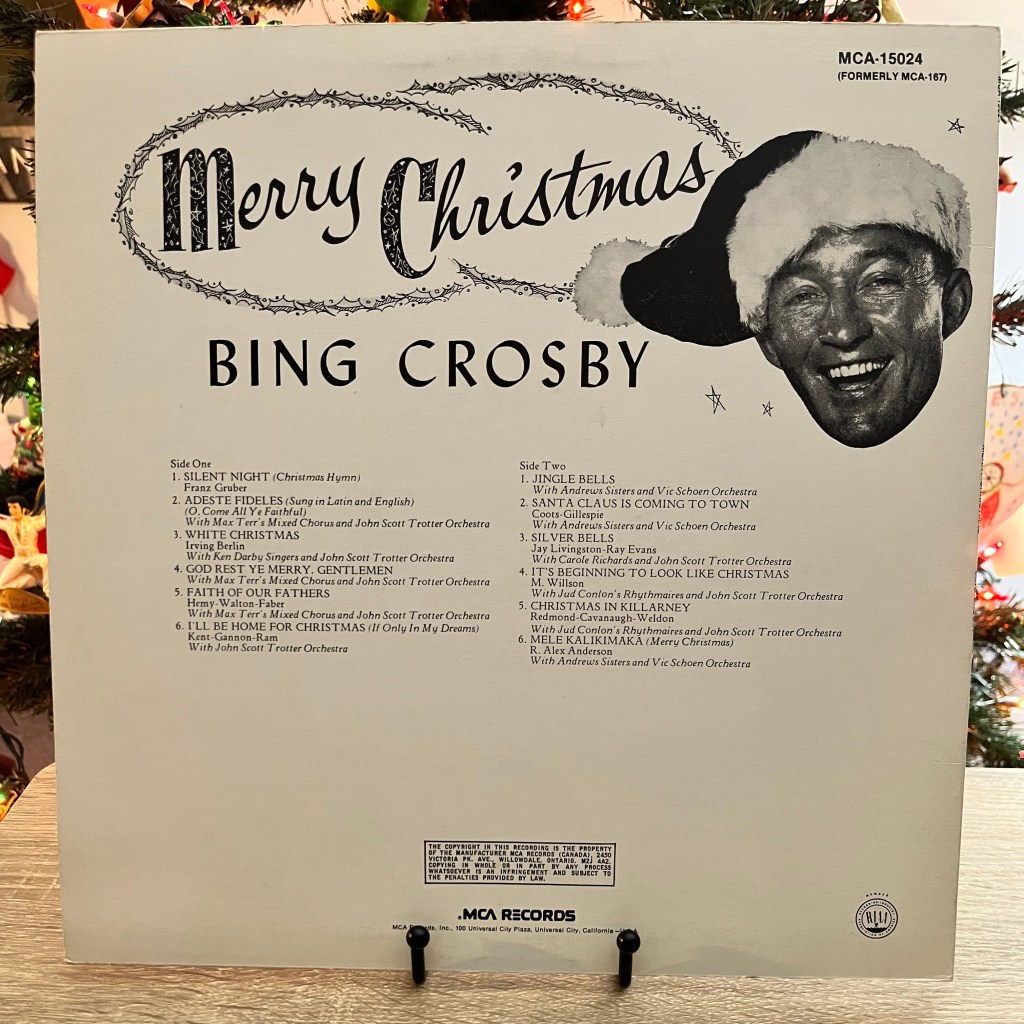 MCA-15024
(FORMERLY MCA-167)
Merry Christmas
BING CROSBY
Side One
1. SILENT NIGHT (Christmas Hymn)
Franz Gruber
2. ADESTE FIDELES (Sung in Latin and English)
(O, Come All Ye Faithful)
With Max Terr's Mixed Chorus and John Scott Trotter Orchestra
3. WHITE CHRISTMAS
Irving Berlin
With Ken Darby Singers and John Scott Trotter Orchestra
4. GOD REST YE MERRY, GENTLEMEN
With Max Terr's Mixed Chorus and John Scott Trotter Orchestra
5. FAITH OF OUR FATHERS
Hemy-Walton-Faber
With Max Terr's Mixed Chorus and John Scott Trotter Orchestra
6. I'LL BE HOME FOR CHRISTMAS (If Only In My Dreams)
Kent-Gannon-Ram
With John Scott Trotter Orchestra
Side Two
1. JINGLE BELLS
With Andrews Sisters and Vic Schoen Orchestra
2. SANTA CLAUS IS COMING TO TOWN
Coots-Gillespie
With Andrews Sisters and Vic Schoen Orchestra
3. SILVER BELLS
Jay Livingston-Ray Evans
With Carole Richards and John Scott Trotter Orchestra
4. IT'S BEGINNING TO LOOK LIKE CHRISTMAS
M. Willson
With Jud Conlon's Rhythmaires and John Scott Trotter Orchestra
5. CHRISTMAS IN KILLARNEY
Redmond-Cavanaugh-Weldon
With Jud Conlon's Rhythmaires and John Scott Trotter Orchestra
6. MELE KALIKIMAKA (Merry Christmas)
R. Alex Anderson
With Andrews Sisters and Vic Schoen Orchestra
THE COPYRIGHT IN THIS RECORDING IS THE PROPERTY
OF THE MANUFACTURER MCA RECORDS (CANADA), 2450
VICTORIA PK. AVE., WILLOWDALE, ONTARIO. M2J 4A2.
COPYING IN WHOLE OR IN PART BY ANY PROCESS
WHATSOEVER IS AN INFRINGEMENT AND SUBJECT TO
THE PENALTIES PROVIDED BY LAW.
.MCA RECORDS
MCA Inc., 100 Universal City Plaza, Universal City, California
MEMBER
RIAA